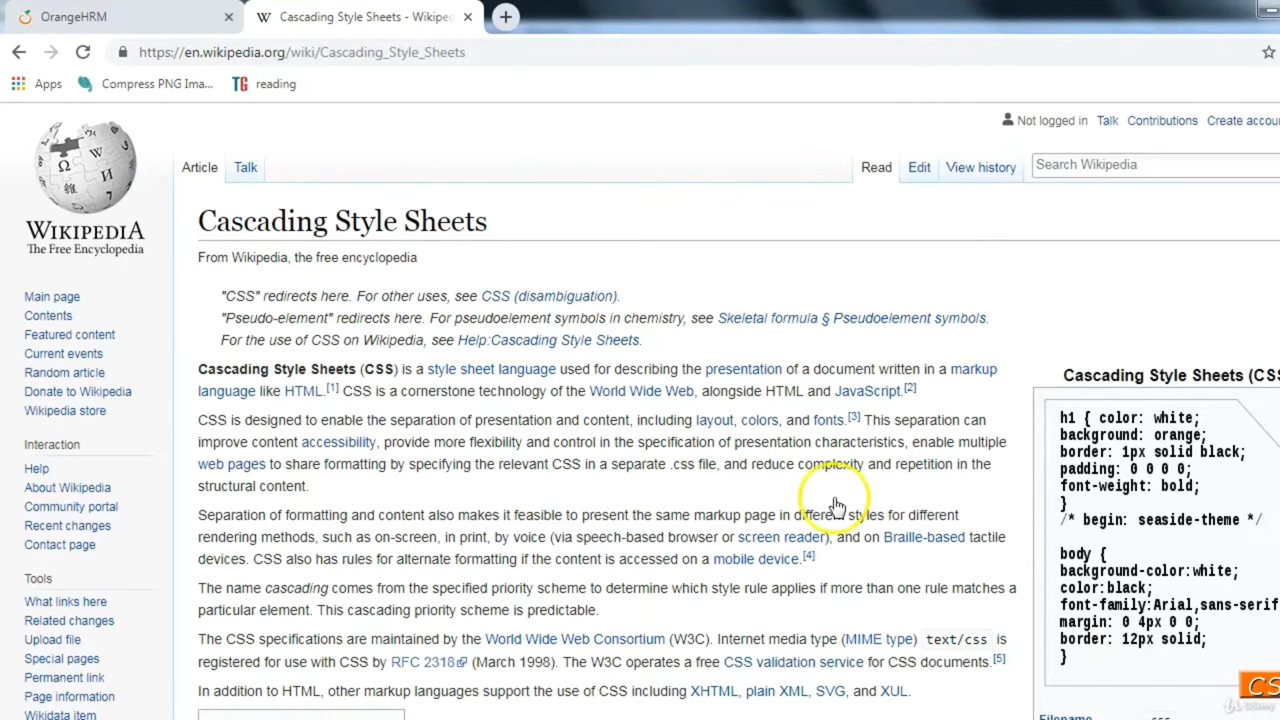 OrangeHRM
Cascading Style Sheets - Wikipe
https://en.wikipedia.org/wiki/Cascading_Style_Sheets
Apps Compress PNG Ima... TG reading
Not logged in Talk Contributions Create accou
Article Talk Read Edit View history Search Wikipedia
WIKIPEDIA
The Free Encyclopedia
Main page
Contents
Featured content
Current events
Random article
Donate to Wikipedia
Wikipedia store
Interaction
Help
About Wikipedia
Community portal
Recent changes
Contact page
Tools
What links here
Related changes
Upload file
Special pages
Permanent link
Page information
Wikidata item
Cascading Style Sheets
From Wikipedia, the free encyclopedia
"CSS" redirects here. For other uses, see CSS (disambiguation).
"Pseudo-element" redirects here. For pseudoelement symbols in chemistry, see Skeletal formula § Pseudoelement symbols.
For the use of CSS on Wikipedia, see Help:Cascading Style Sheets.
Cascading Style Sheets (CSS) is a style sheet language used for describing the presentation of a document written in a markup
language like HTML.[1] CSS is a cornerstone technology of the World Wide Web, alongside HTML and JavaScript.[2]
CSS is designed to enable the separation of presentation and content, including layout, colors, and fonts.[3] This separation can
improve content accessibility, provide more flexibility and control in the specification of presentation characteristics, enable multiple
web pages to share formatting by specifying the relevant CSS in a separate .css file, and reduce complexity and repetition in the
structural content.
Separation of formatting and content also makes it feasible to present the same markup page in different styles for different
rendering methods, such as on-screen, in print, by voice (via speech-based browser or screen reader), and on Braille-based tactile
devices. CSS also has rules for alternate formatting if the content is accessed on a mobile device.[4]
The name cascading comes from the specified priority scheme to determine which style rule applies if more than one rule matches a
particular element. This cascading priority scheme is predictable.
The CSS specifications are maintained by the World Wide Web Consortium (W3C). Internet media type (MIME type) text/css is
registered for use with CSS by RFC 2318 (March 1998). The W3C operates a free CSS validation service for CSS documents.[5]
In addition to HTML, other markup languages support the use of CSS including XHTML, plain XML, SVG, and XUL.
Cascading Style Sheets (CSS
h1 { color: white;
background: orange;
border: 1px solid black;
padding: 0 0 0 0;
font-weight: bold;
}
/* begin: seaside-theme */
body {
background-color:white;
color:black;
font-family:Arial,sans-serif
margin: 0 4px 0 0;
border: 12px solid;
}
CS
Udemy